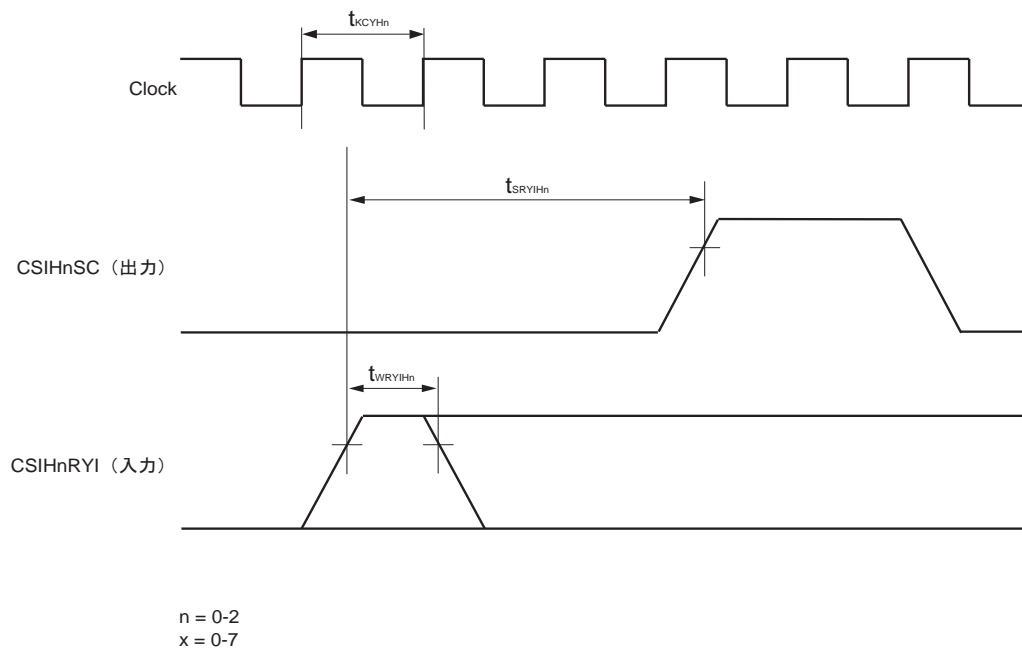 tKCYHn
Clock
tSRYIHn
CSIHnSC（出力）
tWRYIHn
CSIHnRYI（入力）
n = 0-2
x = 0-7